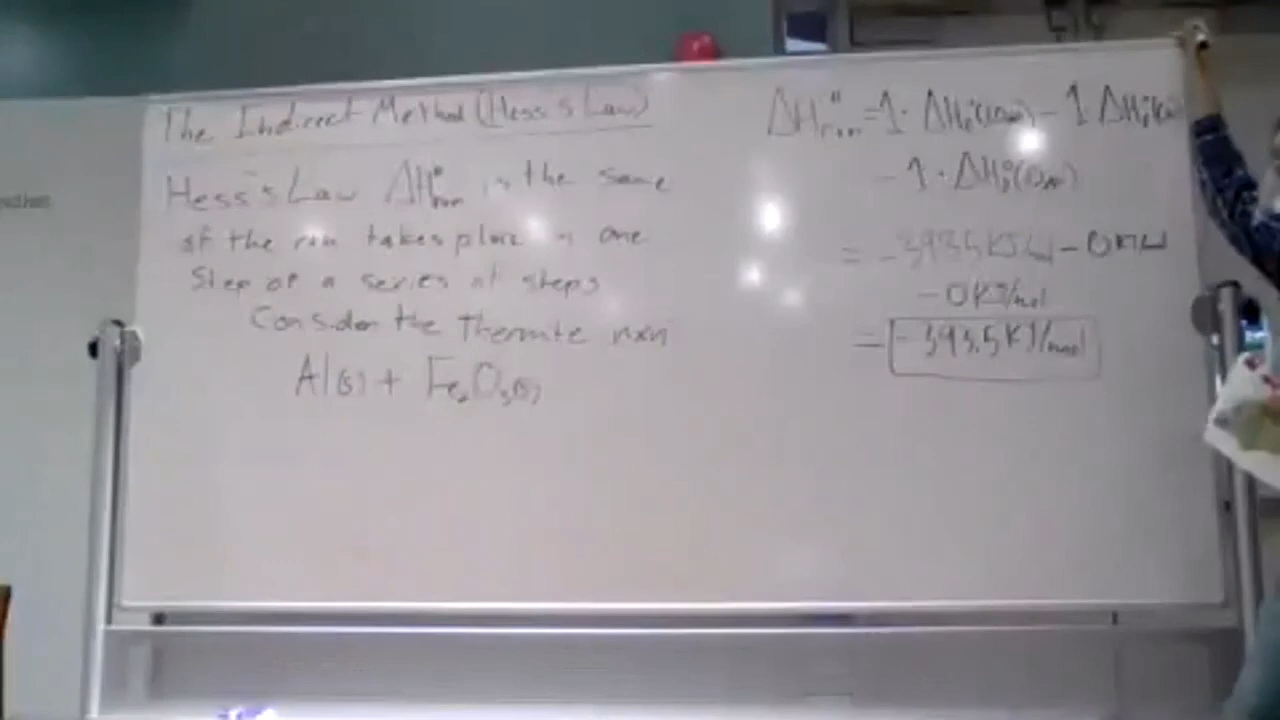 The Indirect Method (Hess's Law)
Hess's Law ΔH°rxn is the same
if the rxn takes place in one
Step or a series of steps
Consider the Thermite rxn
Al(s) + Fe₂O₃(s)
ΔH°rxn = 1· ΔH°f(CO₂(g)) - 1 ΔH°f
- 1 · ΔH°f(O₂(g))
= -393.5 KJ/mol - 0 KJ/mol
- 0 KJ/mol
= -393.5 KJ/mol